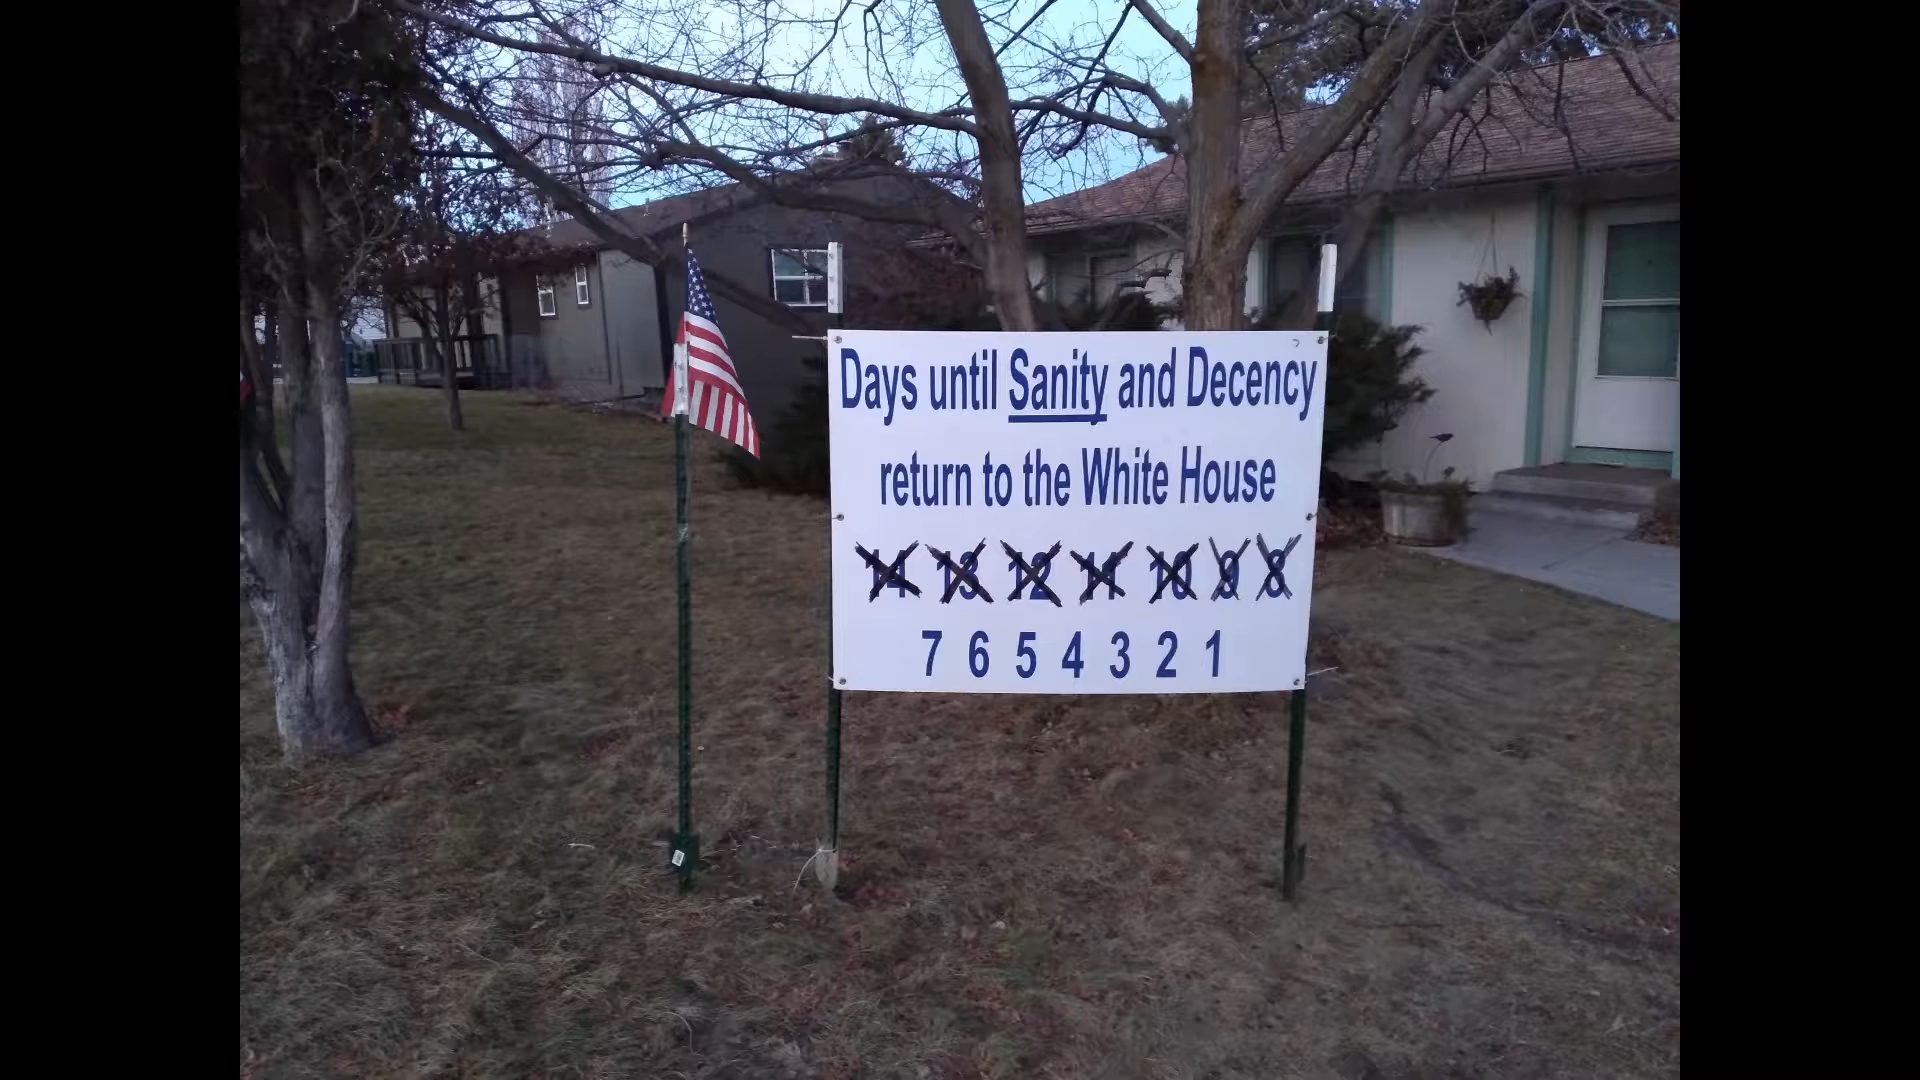 Days until Sanity and Decency
return to the White House
14 13 12 11 10 9 8
7 6 5 4 3 2 1